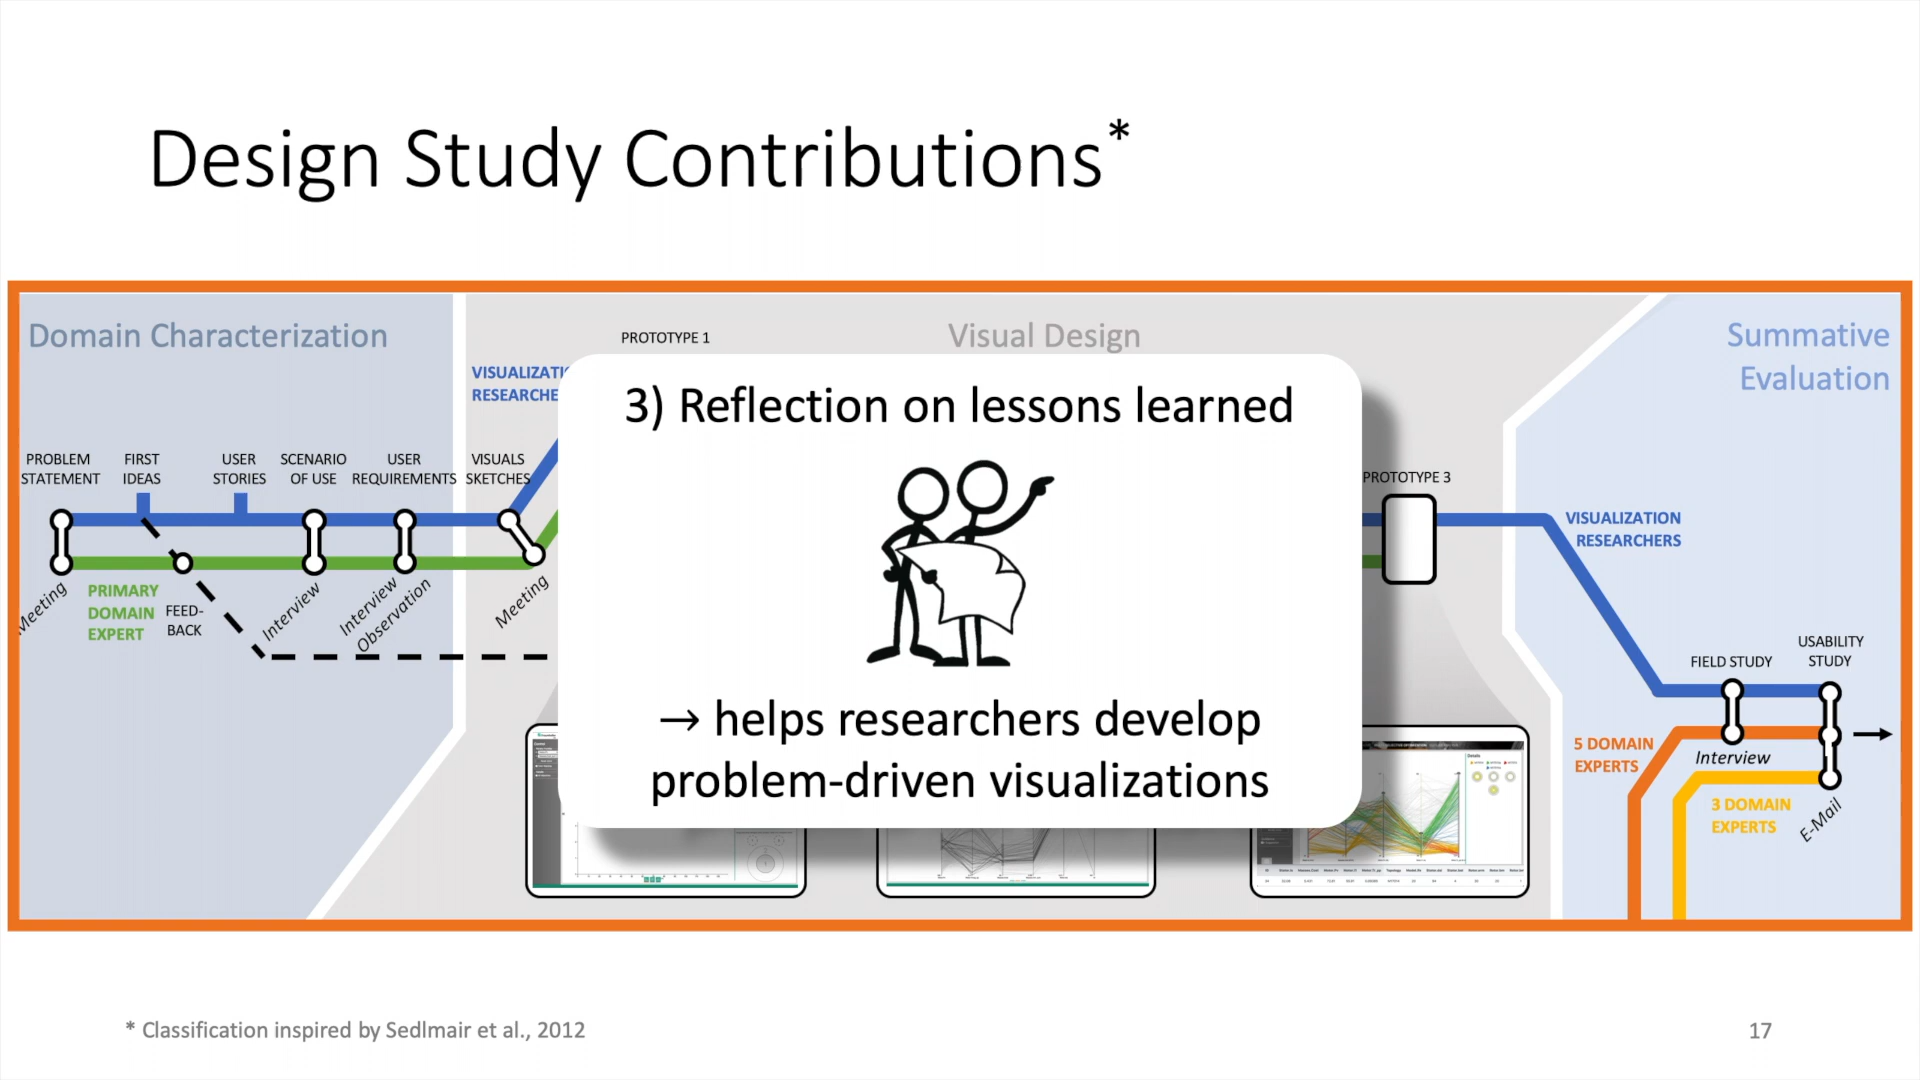 Design Study Contributions*
Domain Characterization
Visual Design
Summative
Evaluation
PROTOTYPE 1
VISUALIZATI
RESEARCHE
3) Reflection on lessons learned
→ helps researchers develop
problem-driven visualizations
PROBLEM
STATEMENT
FIRST
IDEAS
USER
STORIES
SCENARIO
OF USE
USER
REQUIREMENTS
VISUALS
SKETCHES
Meeting
PRIMARY
DOMAIN
EXPERT
FEED-
BACK
Interview
Interview
Observation
Meeting
PROTOTYPE 3
VISUALIZATION
RESEARCHERS
FIELD STUDY
USABILITY
STUDY
5 DOMAIN
EXPERTS
Interview
3 DOMAIN
EXPERTS
E-Mail
* Classification inspired by Sedlmair et al., 2012
17